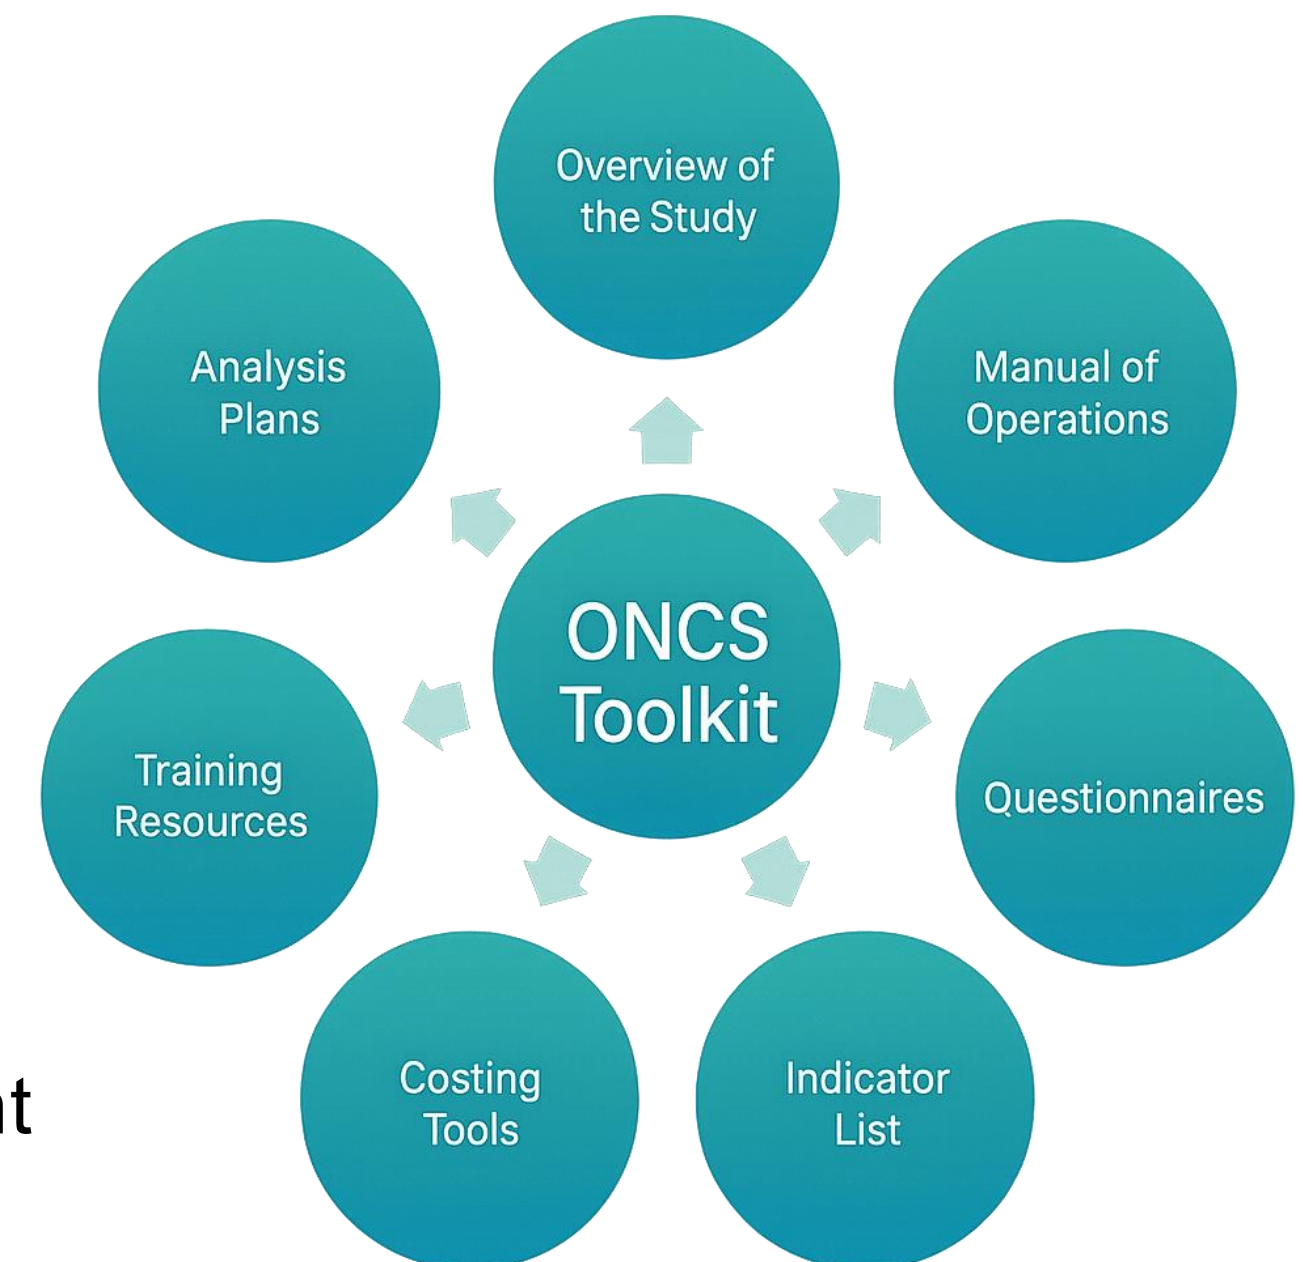 Overview of
the Study
Analysis
Plans
Manual of
Operations
ONCS
Toolkit
Training
Resources
Questionnaires
Costing
Tools
Indicator
List